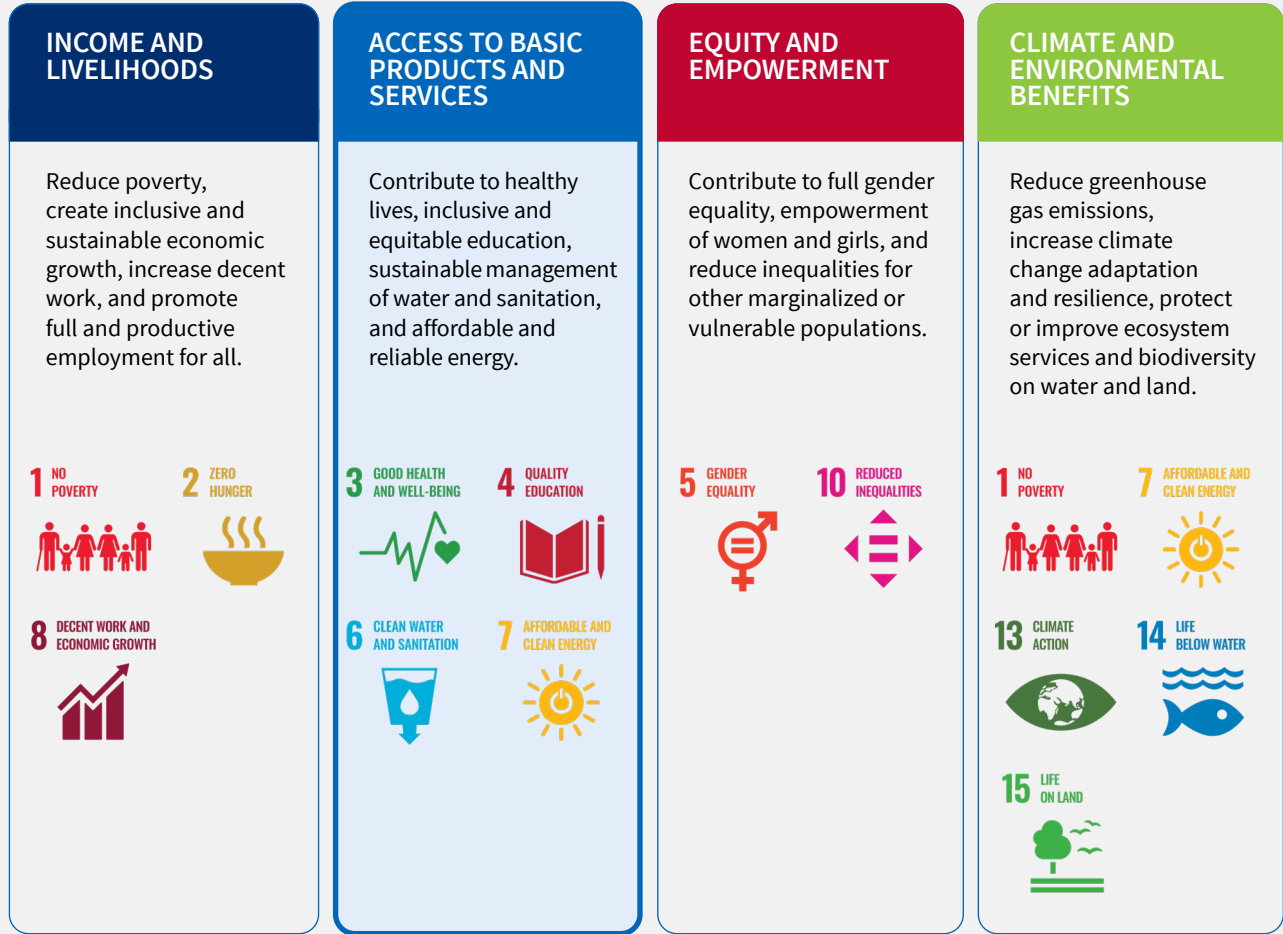 INCOME AND
LIVELIHOODS
Reduce poverty,
create inclusive and
sustainable economic
growth, increase decent
work, and promote
full and productive
employment for all.
1 NO
POVERTY
2 ZERO
HUNGER
8 DECENT WORK AND
ECONOMIC GROWTH
ACCESS TO BASIC
PRODUCTS AND
SERVICES
Contribute to healthy
lives, inclusive and
equitable education,
sustainable management
of water and sanitation,
and affordable and
reliable energy.
3 GOOD HEALTH
AND WELL-BEING
4 QUALITY
EDUCATION
6 CLEAN WATER
AND SANITATION
7 AFFORDABLE AND
CLEAN ENERGY
EQUITY AND
EMPOWERMENT
Contribute to full gender
equality, empowerment
of women and girls, and
reduce inequalities for
other marginalized or
vulnerable populations.
5 GENDER
EQUALITY
10 REDUCED
INEQUALITIES
CLIMATE AND
ENVIRONMENTAL
BENEFITS
Reduce greenhouse
gas emissions,
increase climate
change adaptation
and resilience, protect
or improve ecosystem
services and biodiversity
on water and land.
1 NO
POVERTY
7 AFFORDABLE AND
CLEAN ENERGY
13 CLIMATE
ACTION
14 LIFE
BELOW WATER
15 LIFE
ON LAND